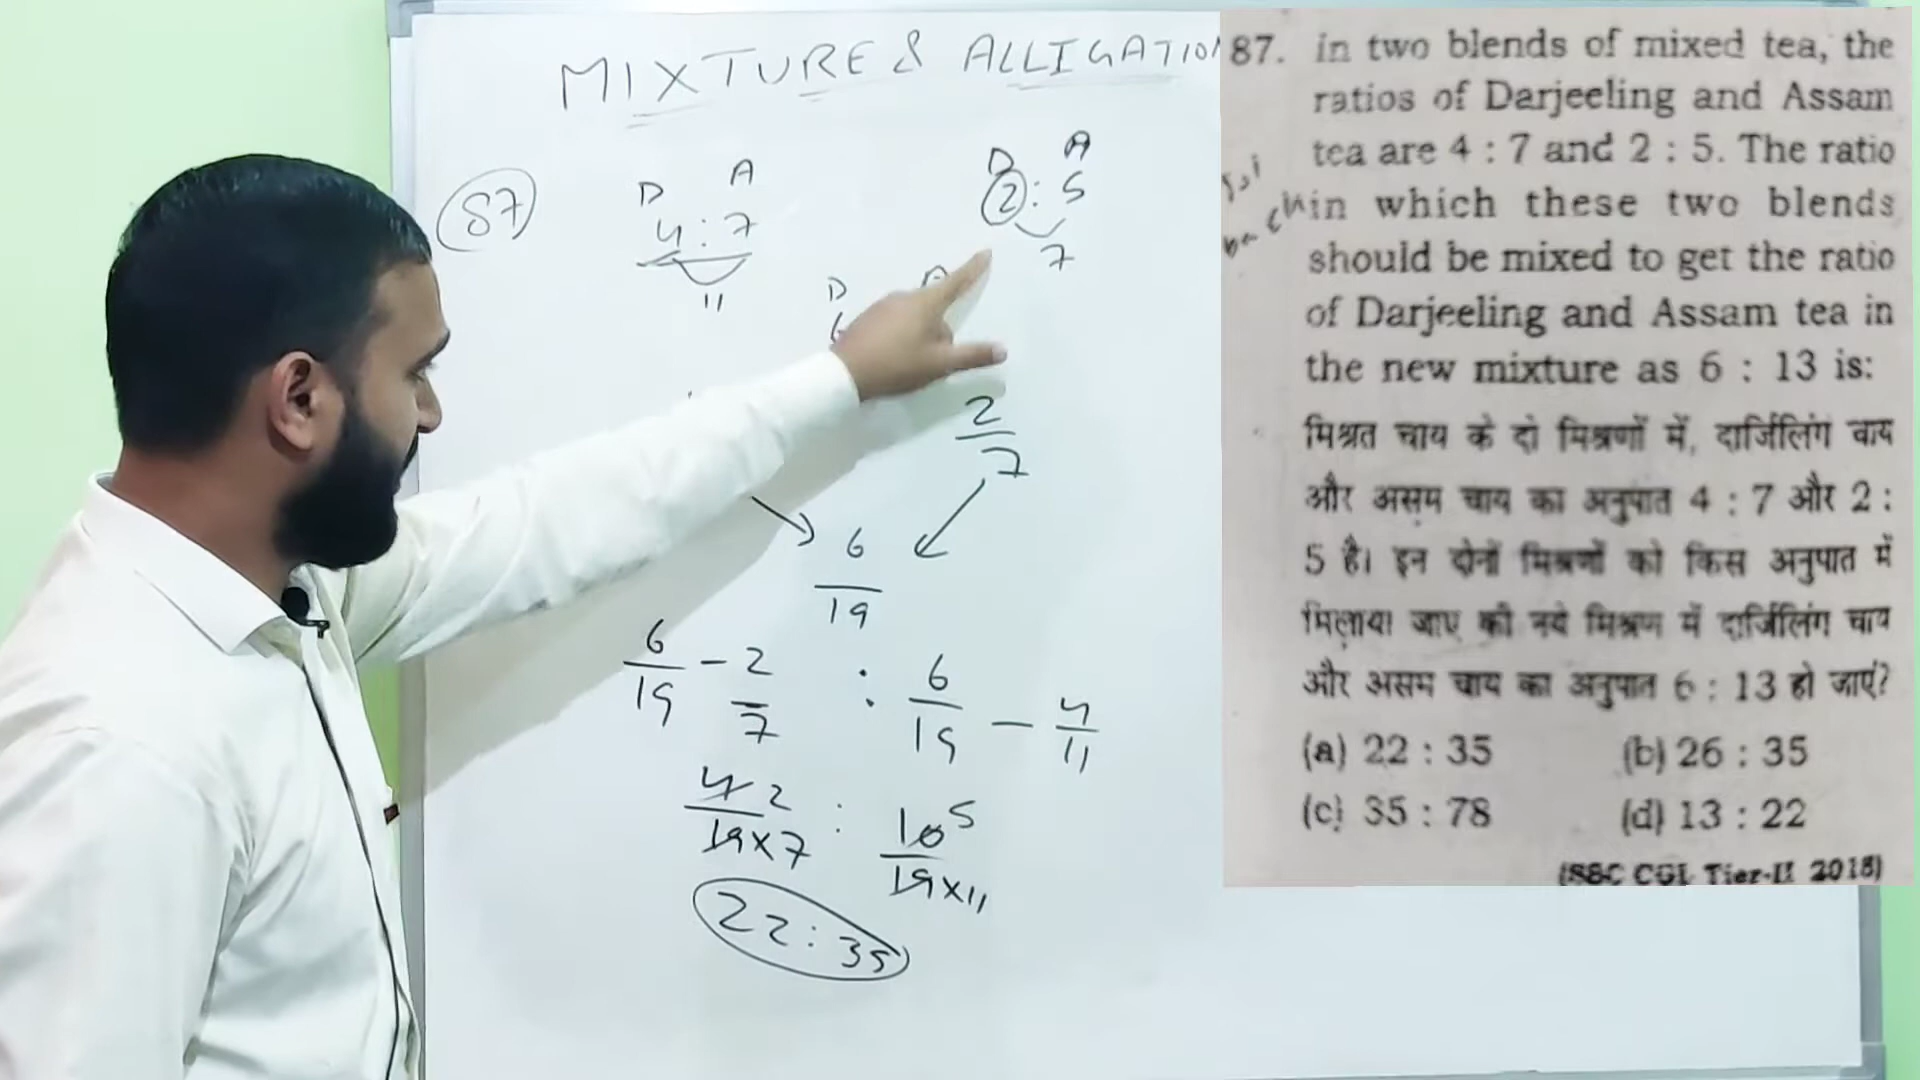 MIXTURE & ALLIGATION
87
D A
4 : 7
11
D A
2 : 5
7
D A
6
2/7
6/19
6/19 - 2/7 : 6/19 - 4/11
4 2/19×7 : 10 5/19×11
22 : 35
87. in two blends of mixed tea, the
ratios of Darjeeling and Assam
tea are 4 : 7 and 2 : 5. The ratio
in which these two blends
should be mixed to get the ratio
of Darjeeling and Assam tea in
the new mixture as 6 : 13 is:
मिश्रत चाय के दो मिश्रणों में, दार्जिलिंग चाय
और असम चाय का अनुपात 4 : 7 और 2 :
5 है। इन दोनों मिश्रणों को किस अनुपात में
मिलाया जाए की नये मिश्रण में दार्जिलिंग चाय
और असम चाय का अनुपात 6 : 13 हो जाएं?
(a) 22 : 35 (b) 26 : 35
(c) 35 : 78 (d) 13 : 22
(SSC CGL Tier-II 2018)